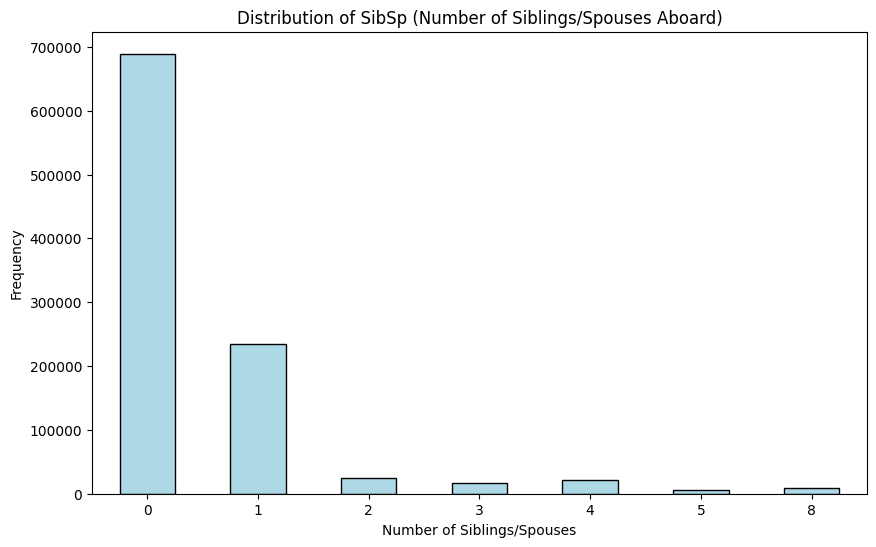 Distribution of SibSp (Number of Siblings/Spouses Aboard)
700000
600000
500000
400000
300000
200000
100000
0
Frequency
0 1 2 3 4 5 8
Number of Siblings/Spouses